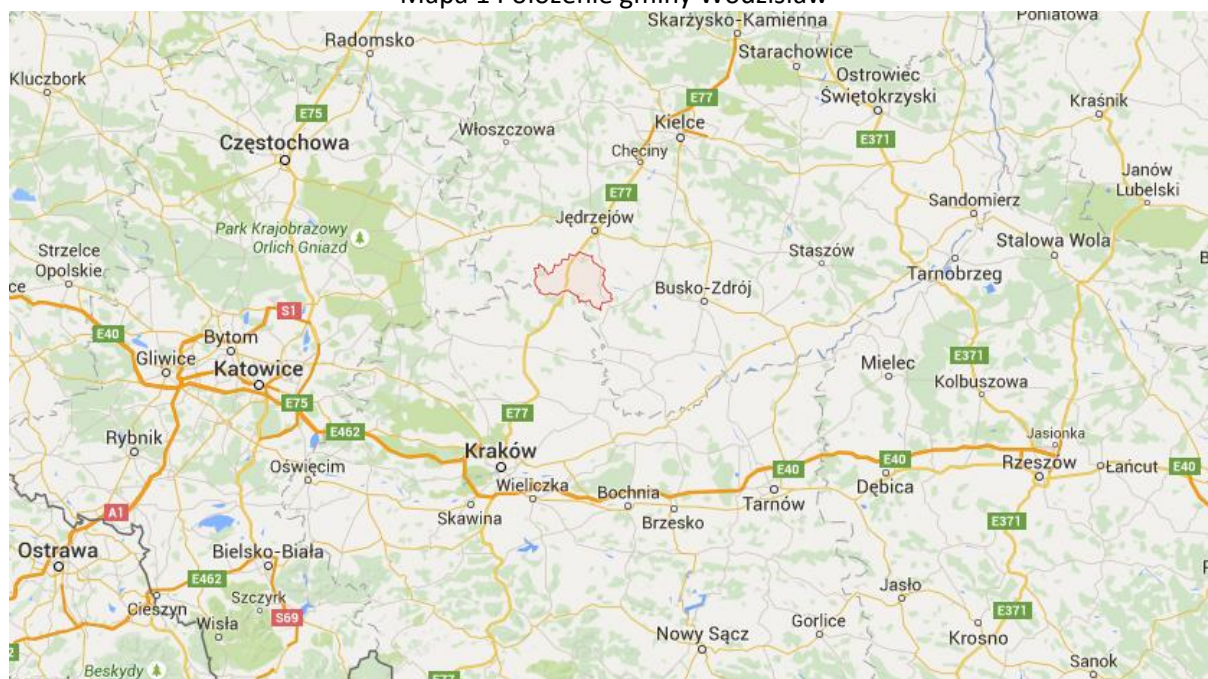 Mapa 1 Położenie gminy Wodzisław
Skarżysko-Kamienna
Poniatowa
Radomsko
Starachowice
Kluczbork
Ostrowiec
Świętokrzyski
E77
E75
Kraśnik
Włoszczowa
Kielce
Częstochowa
E371
Chęciny
Janów
Lubelski
E77
Sandomierz
Jędrzejów
Park Krajobrazowy
Orlich Gniazd
Strzelce
Opolskie
Staszów
Stalowa Wola
Tarnobrzeg
ce
Busko-Zdrój
S1
E40
Bytom
Gliwice
Katowice
E371
Mielec
Kolbuszowa
E75
E77
E462
Rybnik
Kraków
Jasionka
Oświęcim
E40
E40
Rzeszów
Łańcut
E40
Wieliczka
Bochnia
Dębica
Tarnów
A1
Skawina
Brzesko
E371
Ostrawa
Bielsko-Biała
E462
Szczyrk
Jasło
Cieszyn
S69
E371
Wisła
Gorlice
Nowy Sącz
Krosno
Sanok
Beskydy
E77